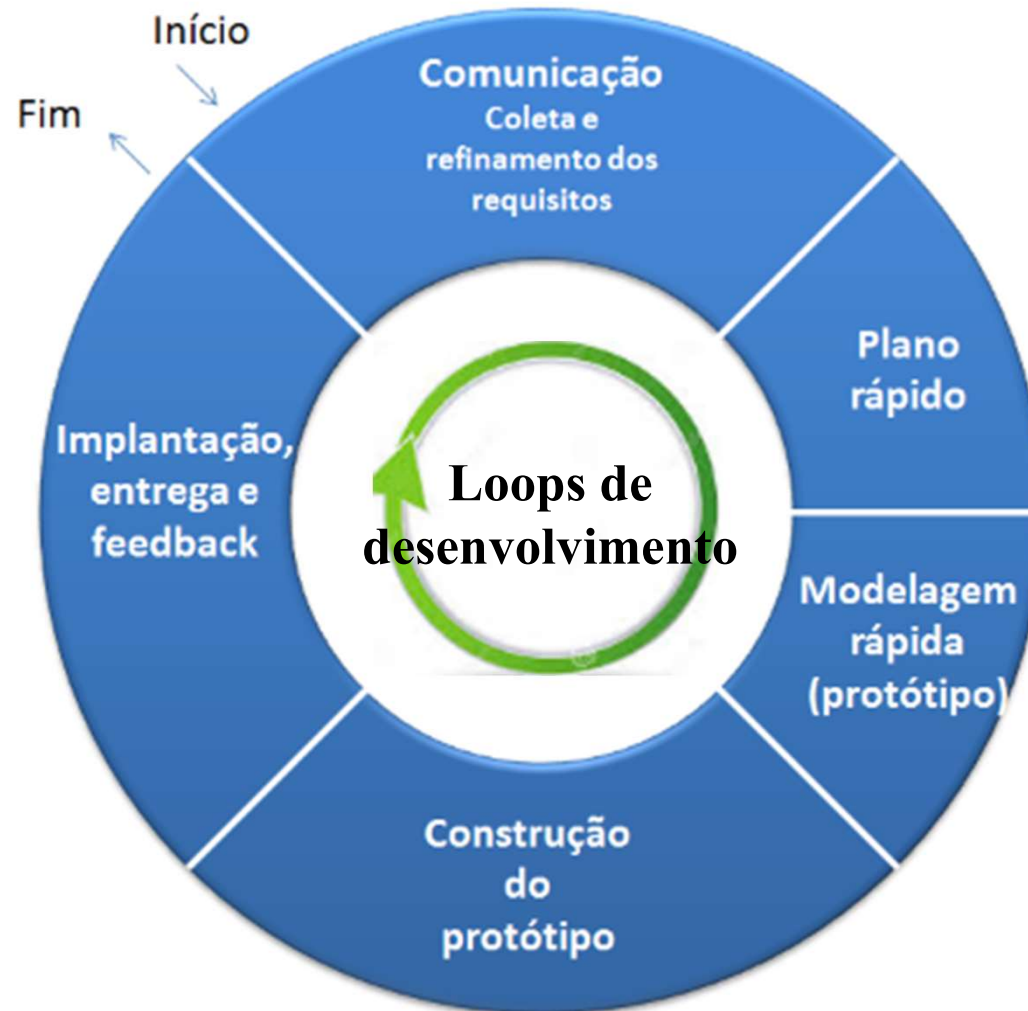 Início
Fim
Comunicação
Coleta e
refinamento dos
requisitos
Plano
rápido
Modelagem
rápida
(protótipo)
Construção
do
protótipo
Implantação,
entrega e
feedback
Loops de
desenvolvimento